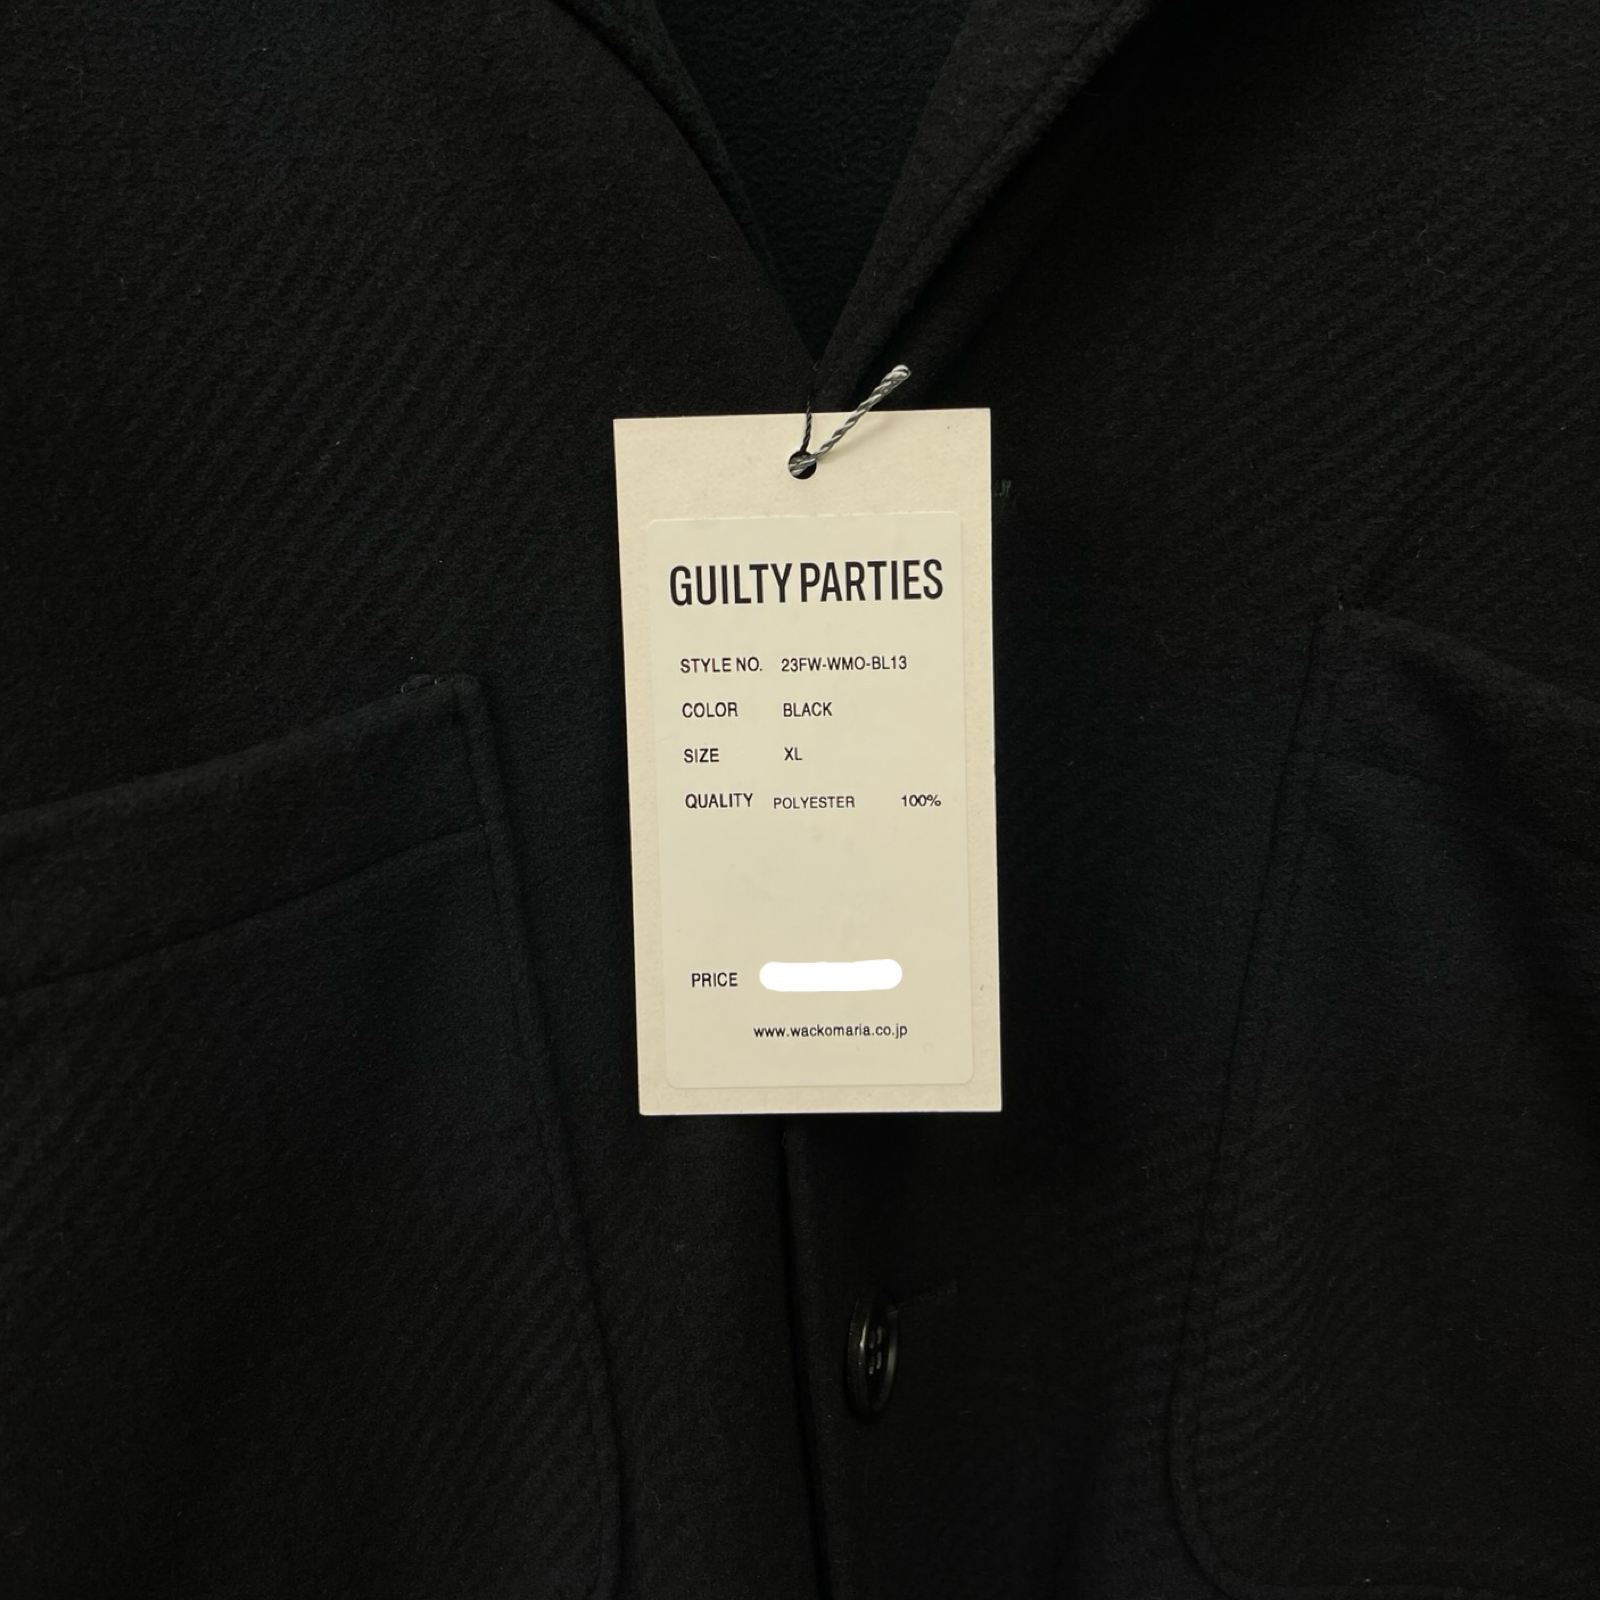 GUILTY PARTIES
STYLE NO. 23FW-WMO-BL13
COLOR BLACK
SIZE XL
QUALITY POLYESTER 100%
PRICE
www.wackomaria.co.jp